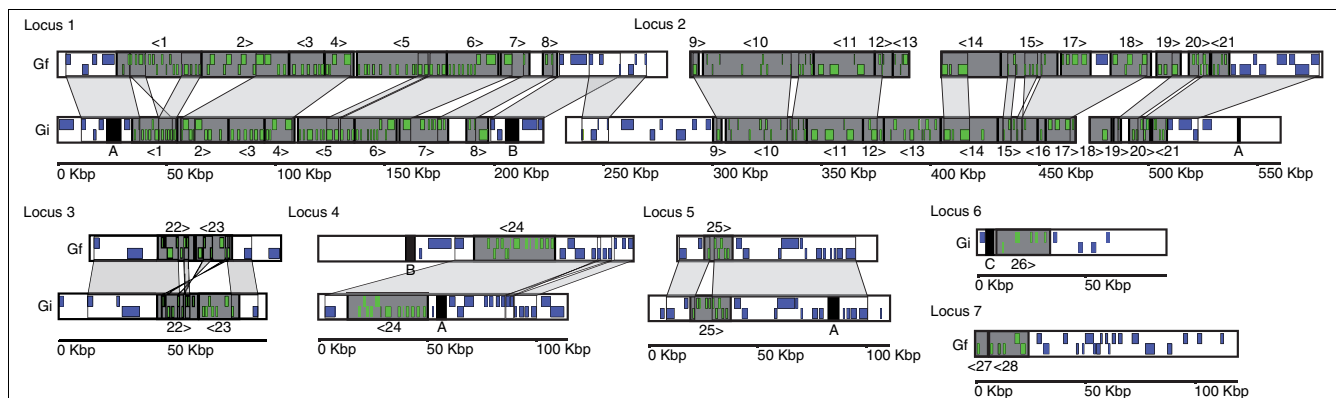 Locus 1 Locus 2
<1 2> <3 4> <5 6> 7> 8> 9> <10 <11 12> <13 <14 15> 17> 18> 19> 20> <21
Gf
Gi
A <1 2> <3 4> <5 6> 7> 8> B 9> <10 <11 12> <13 <14 15> <16 17> 18> 19> 20> <21 A
0 Kbp 50 Kbp 100 Kbp 150 Kbp 200 Kbp 250 Kbp 300 Kbp 350 Kbp 400 Kbp 450 Kbp 500 Kbp 550 Kbp
Locus 3 Locus 4 Locus 5 Locus 6
22> <23 <24 25>
Gf
Gi
B
C 26>
0 Kbp 50 Kbp
Gi
Locus 7
22> <23 <24 A 25> A
Gf
0 Kbp 50 Kbp 0 Kbp 50 Kbp 100 Kbp 0 Kbp 50 Kbp 100 Kbp
<27 <28
0 Kbp 50 Kbp 100 Kbp